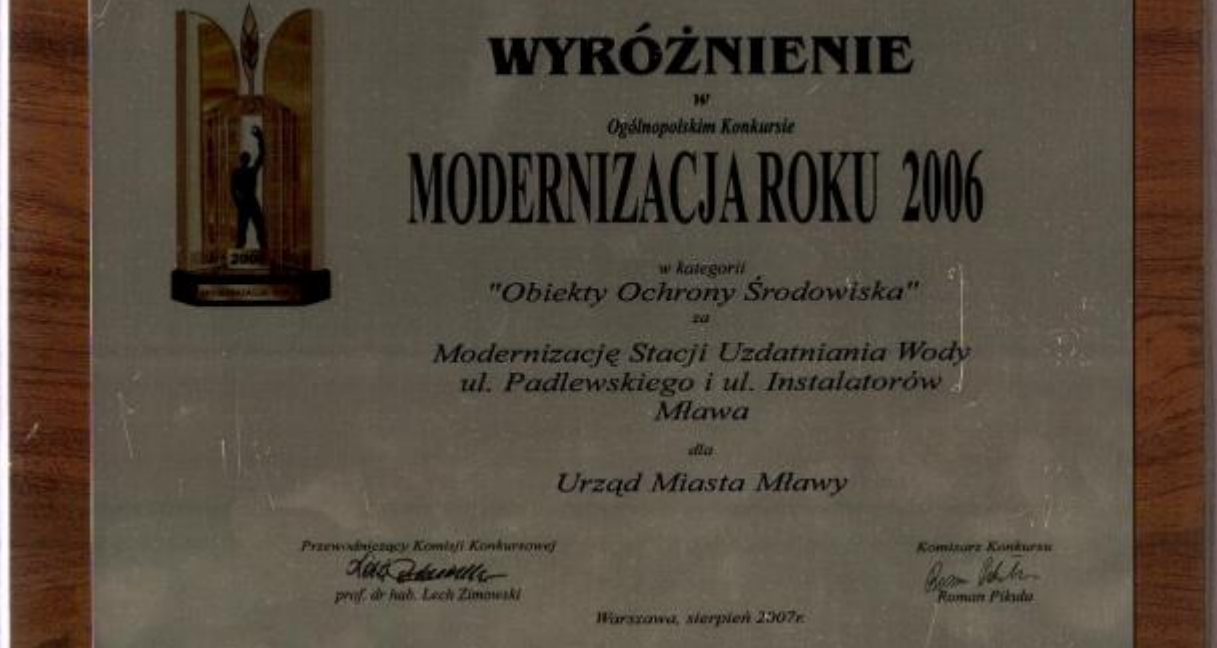 WYRÓŻNIENIE
w
Ogólnopolskim Konkursie
MODERNIZACJA ROKU 2006
w kategorii
"Obiekty Ochrony Środowiska"
za
Modernizację Stacji Uzdatniania Wody
ul. Padlewskiego i ul. Instalatorów
Mława
dla
Urząd Miasta Mławy
Przewodniczący Komisji Konkursowej
prof. dr hab. Lech Zimowski
Komisarz Konkursu
Roman Pikuła
Warszawa, sierpień 2007r.